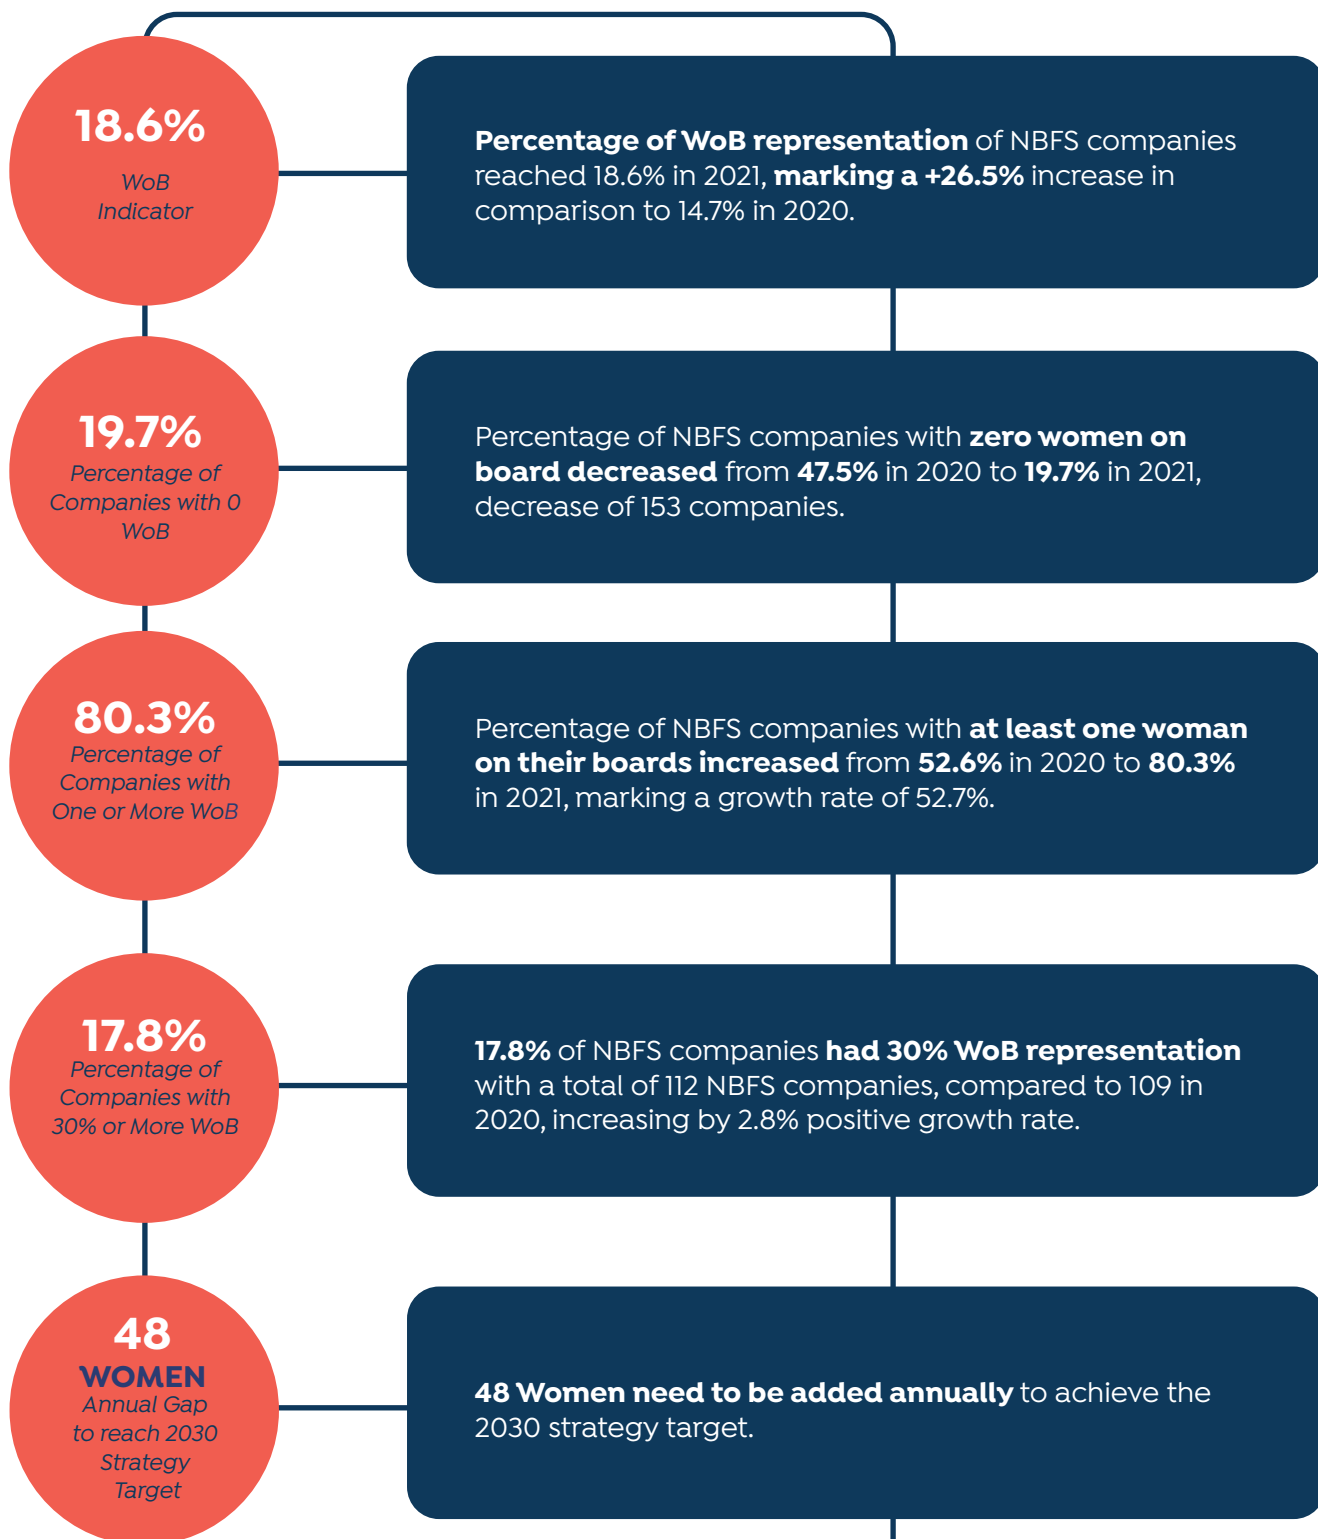 18.6%
WoB
Indicator
Percentage of WoB representation of NBFS companies
reached 18.6% in 2021, marking a +26.5% increase in
comparison to 14.7% in 2020.
19.7%
Percentage of
Companies with 0
WoB
Percentage of NBFS companies with zero women on
board decreased from 47.5% in 2020 to 19.7% in 2021,
decrease of 153 companies.
80.3%
Percentage of
Companies with
One or More WoB
Percentage of NBFS companies with at least one woman
on their boards increased from 52.6% in 2020 to 80.3%
in 2021, marking a growth rate of 52.7%.
17.8%
Percentage of
Companies with
30% or More WoB
17.8% of NBFS companies had 30% WoB representation
with a total of 112 NBFS companies, compared to 109 in
2020, increasing by 2.8% positive growth rate.
48
WOMEN
Annual Gap
to reach 2030
Strategy
Target
48 Women need to be added annually to achieve the
2030 strategy target.